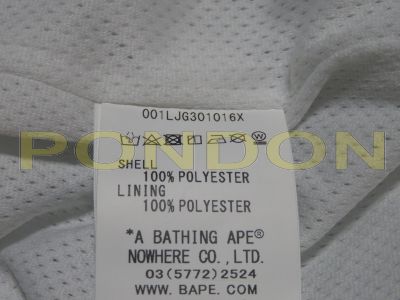 001LJG301016X
PONDON
SHELL
100% POLYESTER
LINING
100% POLYESTER
*A BATHING APE®
NOWHERE CO.,LTD.
03(5772)2524
WWW.BAPE.COM